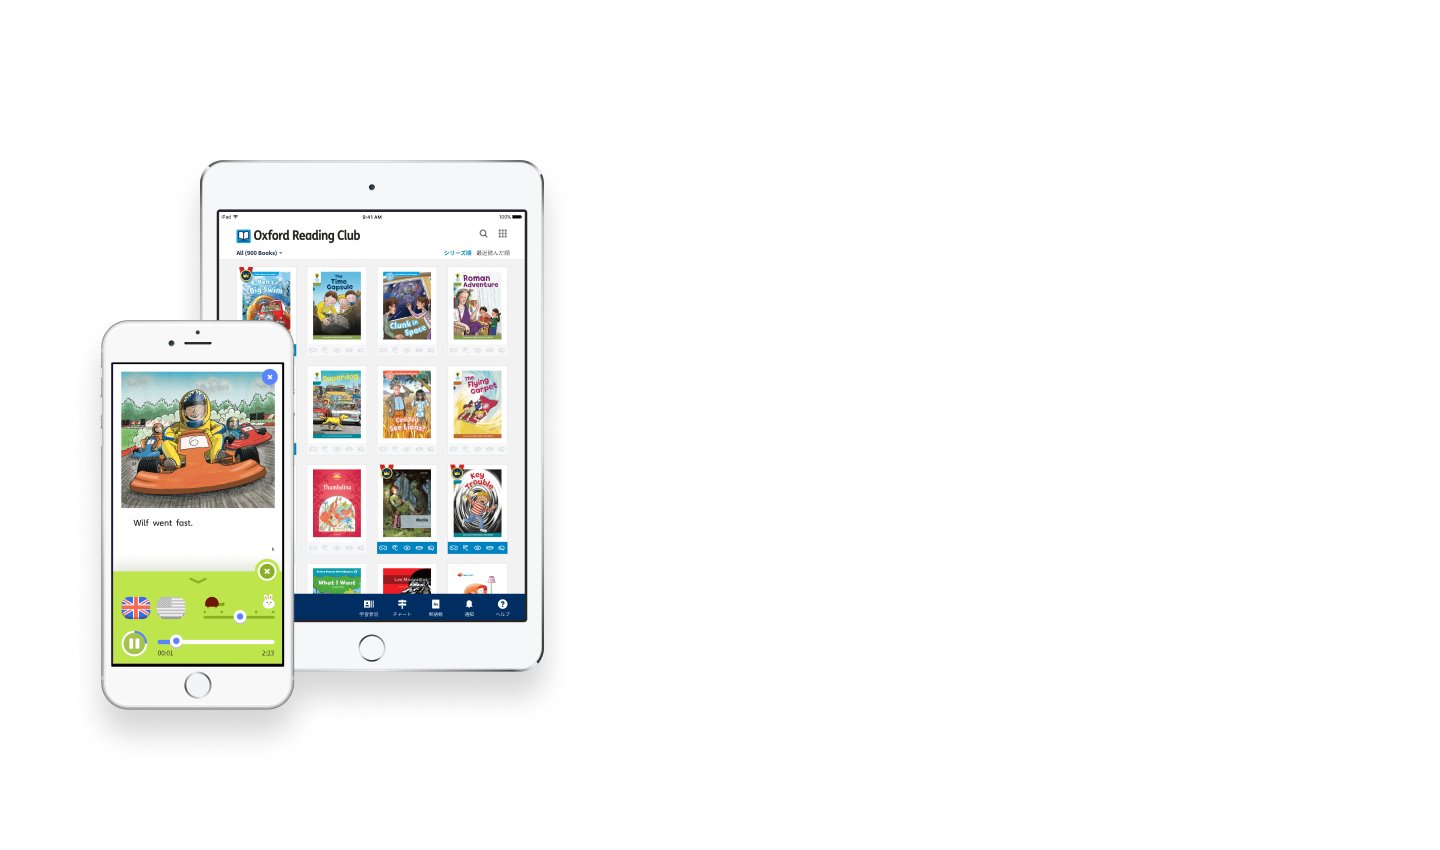 iPad
9:41 AM
100%
Oxford Reading Club
All (900 Books)
シリーズ順 最近読んだ順
Big Swim
The
Time
Capsule
Clunk in
Space
Roman
Adventure
Superdog
Can You
See Lions?
The
Flying
Carpet
Thumbelina
Key
Trouble
What I Want
Les Misérables
学習状況
チャート
単語帳
通知
ヘルプ
Wilf went fast.
5
00:01
2:23